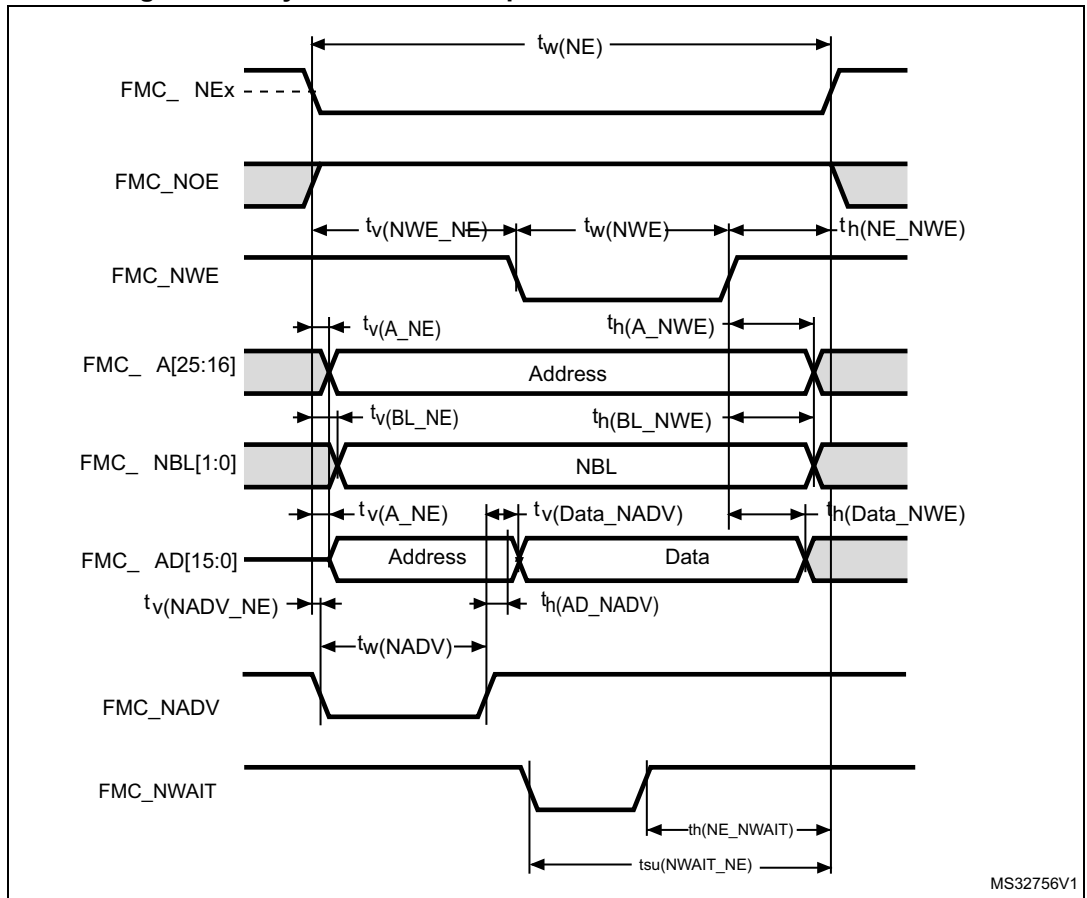 tw(NE)
FMC_ NEx
FMC_NOE
tv(NWE_NE) tw(NWE) th(NE_NWE)
FMC_NWE
tv(A_NE) th(A_NWE)
FMC_ A[25:16] Address
tv(BL_NE) th(BL_NWE)
FMC_ NBL[1:0] NBL
tv(A_NE) tv(Data_NADV) th(Data_NWE)
FMC_ AD[15:0] Address Data
tv(NADV_NE) th(AD_NADV)
tw(NADV)
FMC_NADV
FMC_NWAIT
th(NE_NWAIT)
tsu(NWAIT_NE)
MS32756V1